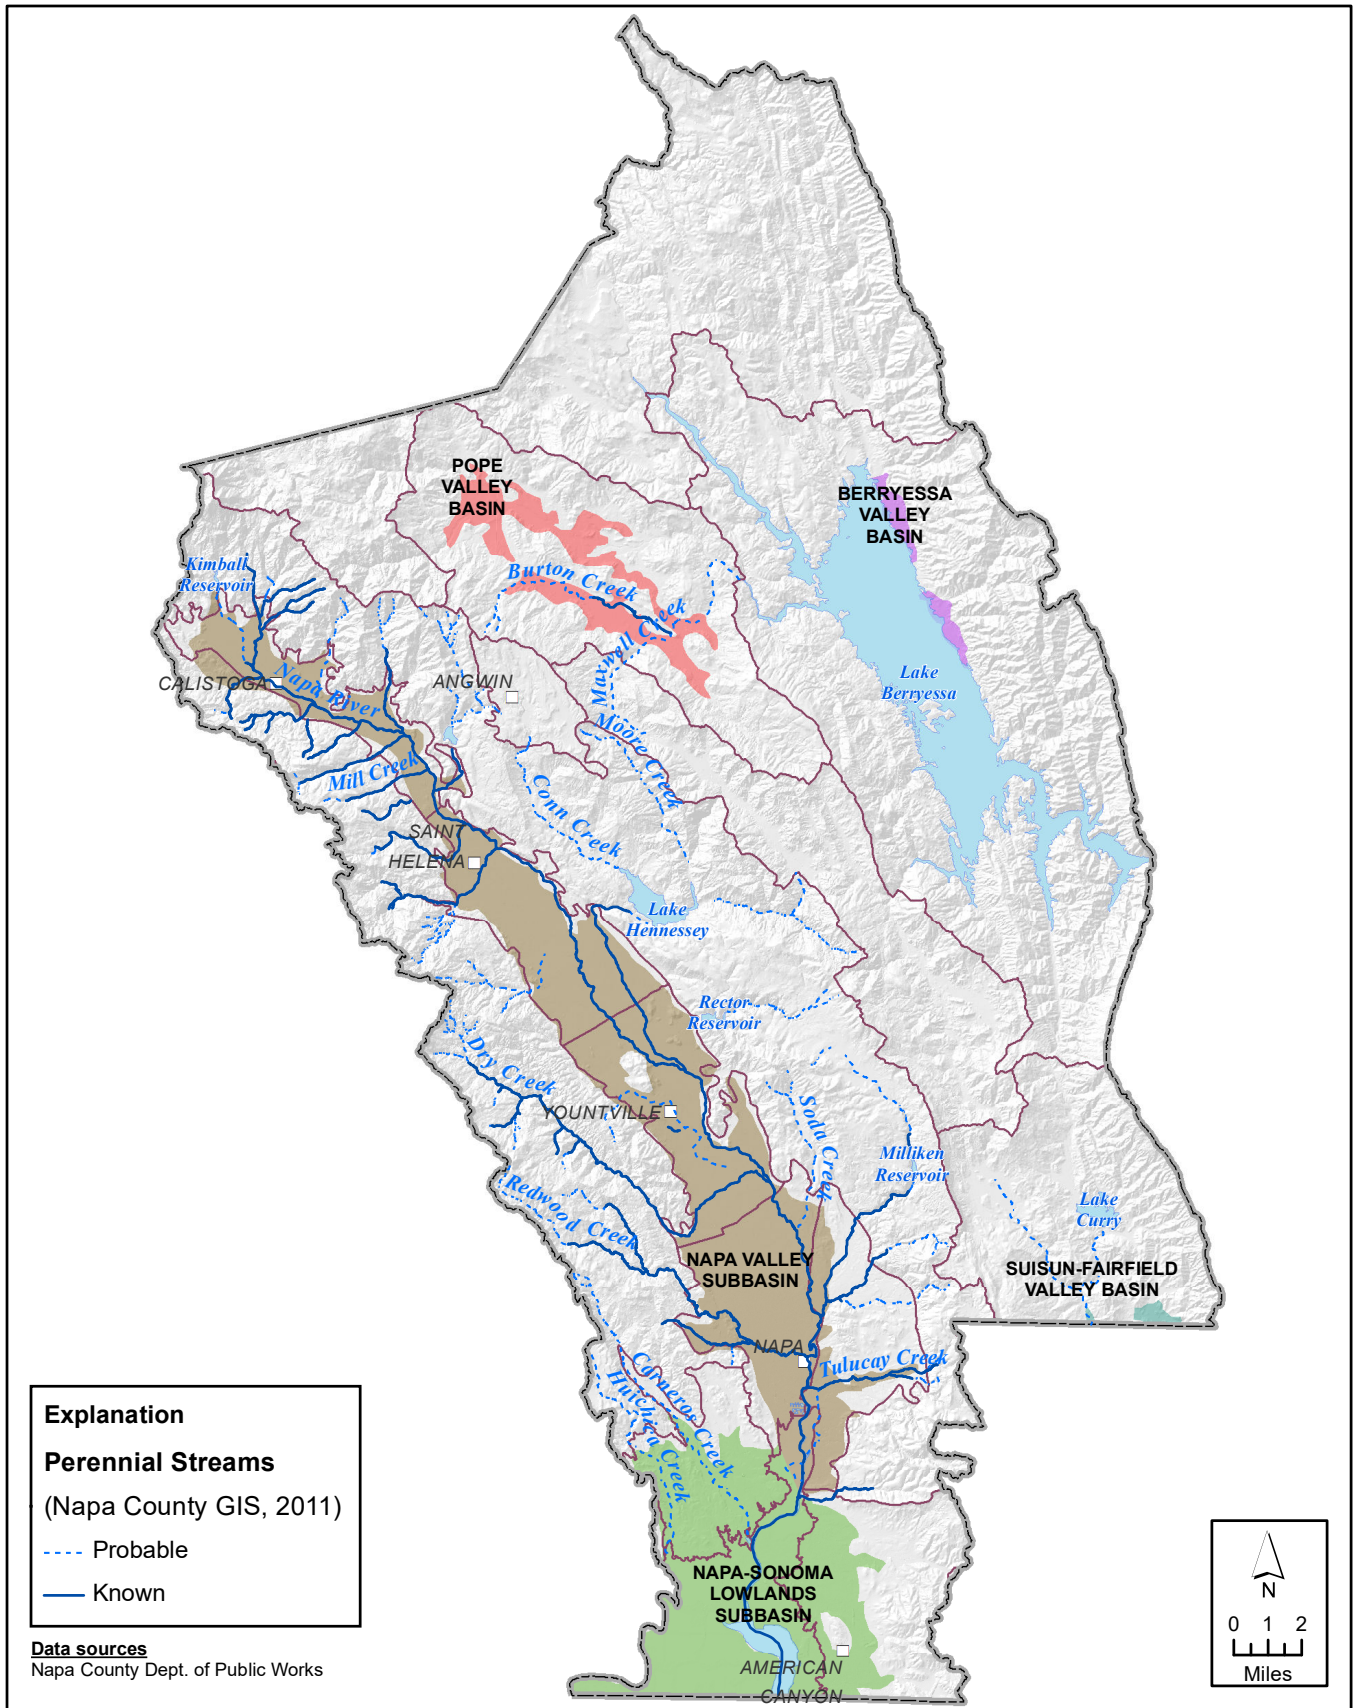 POPE
VALLEY
BASIN
BERRYESSA
VALLEY
BASIN
Kimball
Reservoir
Burton Creek
Maxwell Creek
Lake
Berryessa
CALISTOGA
Napa River
ANGWIN
Moore Creek
Mill Creek
Conn Creek
SAINT
HELENA
Lake
Hennessey
Rector
Reservoir
Dry Creek
YOUNTVILLE
Soda Creek
Milliken
Reservoir
Redwood Creek
Lake
Curry
NAPA VALLEY
SUBBASIN
SUISUN-FAIRFIELD
VALLEY BASIN
NAPA
Tulucay Creek
Carneros Creek
Huichica Creek
NAPA-SONOMA
LOWLANDS
SUBBASIN
AMERICAN
CANYON
Explanation
Perennial Streams
(Napa County GIS, 2011)
Probable
Known
Data sources
Napa County Dept. of Public Works
N
0 1 2
Miles